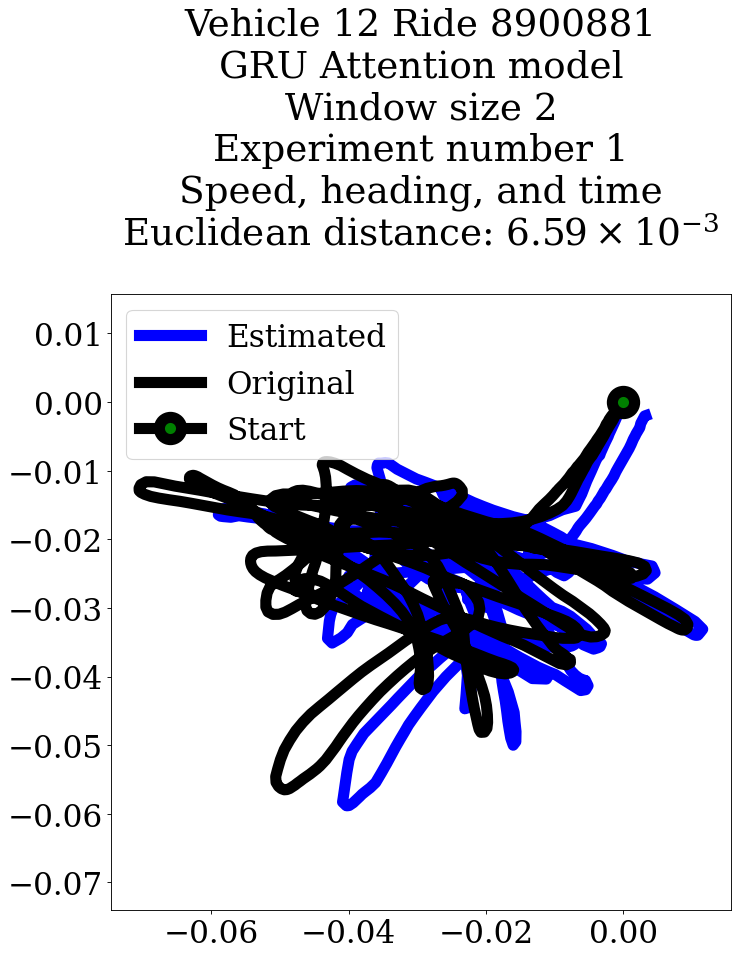 Vehicle 12 Ride 8900881
GRU Attention model
Window size 2
Experiment number 1
Speed, heading, and time
Euclidean distance: 6.59 × 10⁻³
Estimated
Original
Start
0.01
0.00
−0.01
−0.02
−0.03
−0.04
−0.05
−0.06
−0.07
−0.06 −0.04 −0.02 0.00